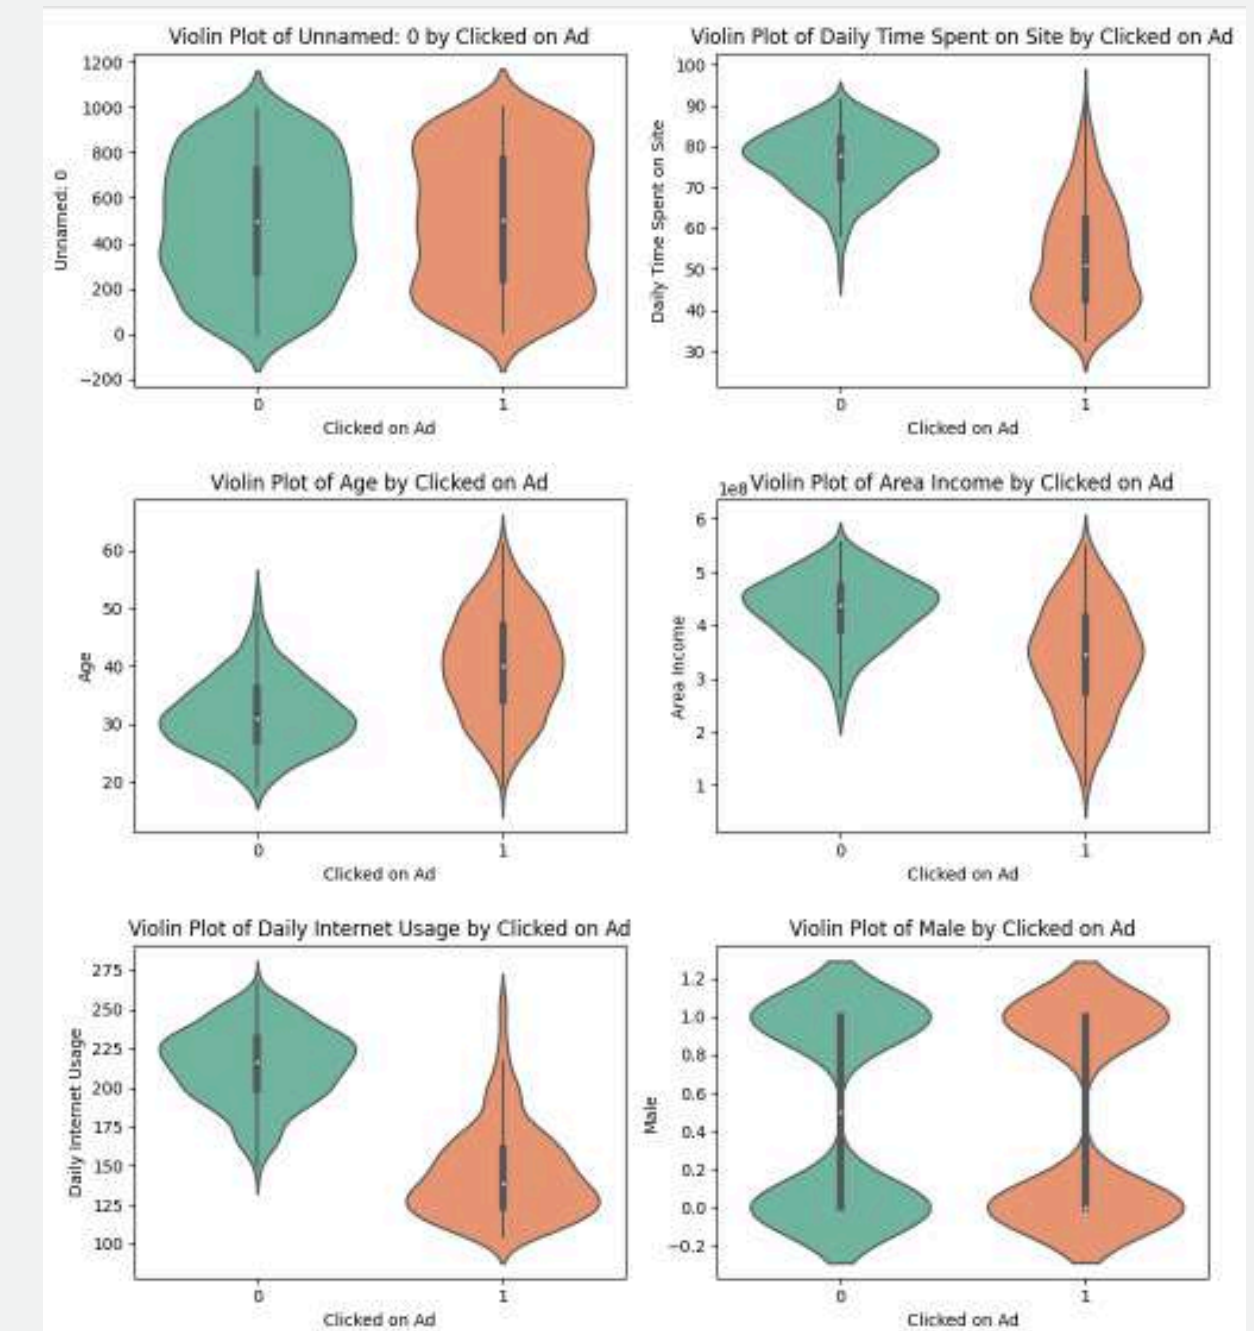 Violin Plot of Unnamed: 0 by Clicked on Ad
1200
1000
800
600
400
200
0
−200
Unnamed: 0
0
1
Clicked on Ad
Violin Plot of Daily Time Spent on Site by Clicked on Ad
100
90
80
70
60
50
40
30
Daily Time Spent on Site
0
1
Clicked on Ad
Violin Plot of Age by Clicked on Ad
60
50
40
30
20
Age
0
1
Clicked on Ad
1e8
Violin Plot of Area Income by Clicked on Ad
6
5
4
3
2
1
Area Income
0
1
Clicked on Ad
Violin Plot of Daily Internet Usage by Clicked on Ad
275
250
225
200
175
150
125
100
Daily Internet Usage
0
1
Clicked on Ad
Violin Plot of Male by Clicked on Ad
1.2
1.0
0.8
0.6
0.4
0.2
0.0
−0.2
Male
0
1
Clicked on Ad